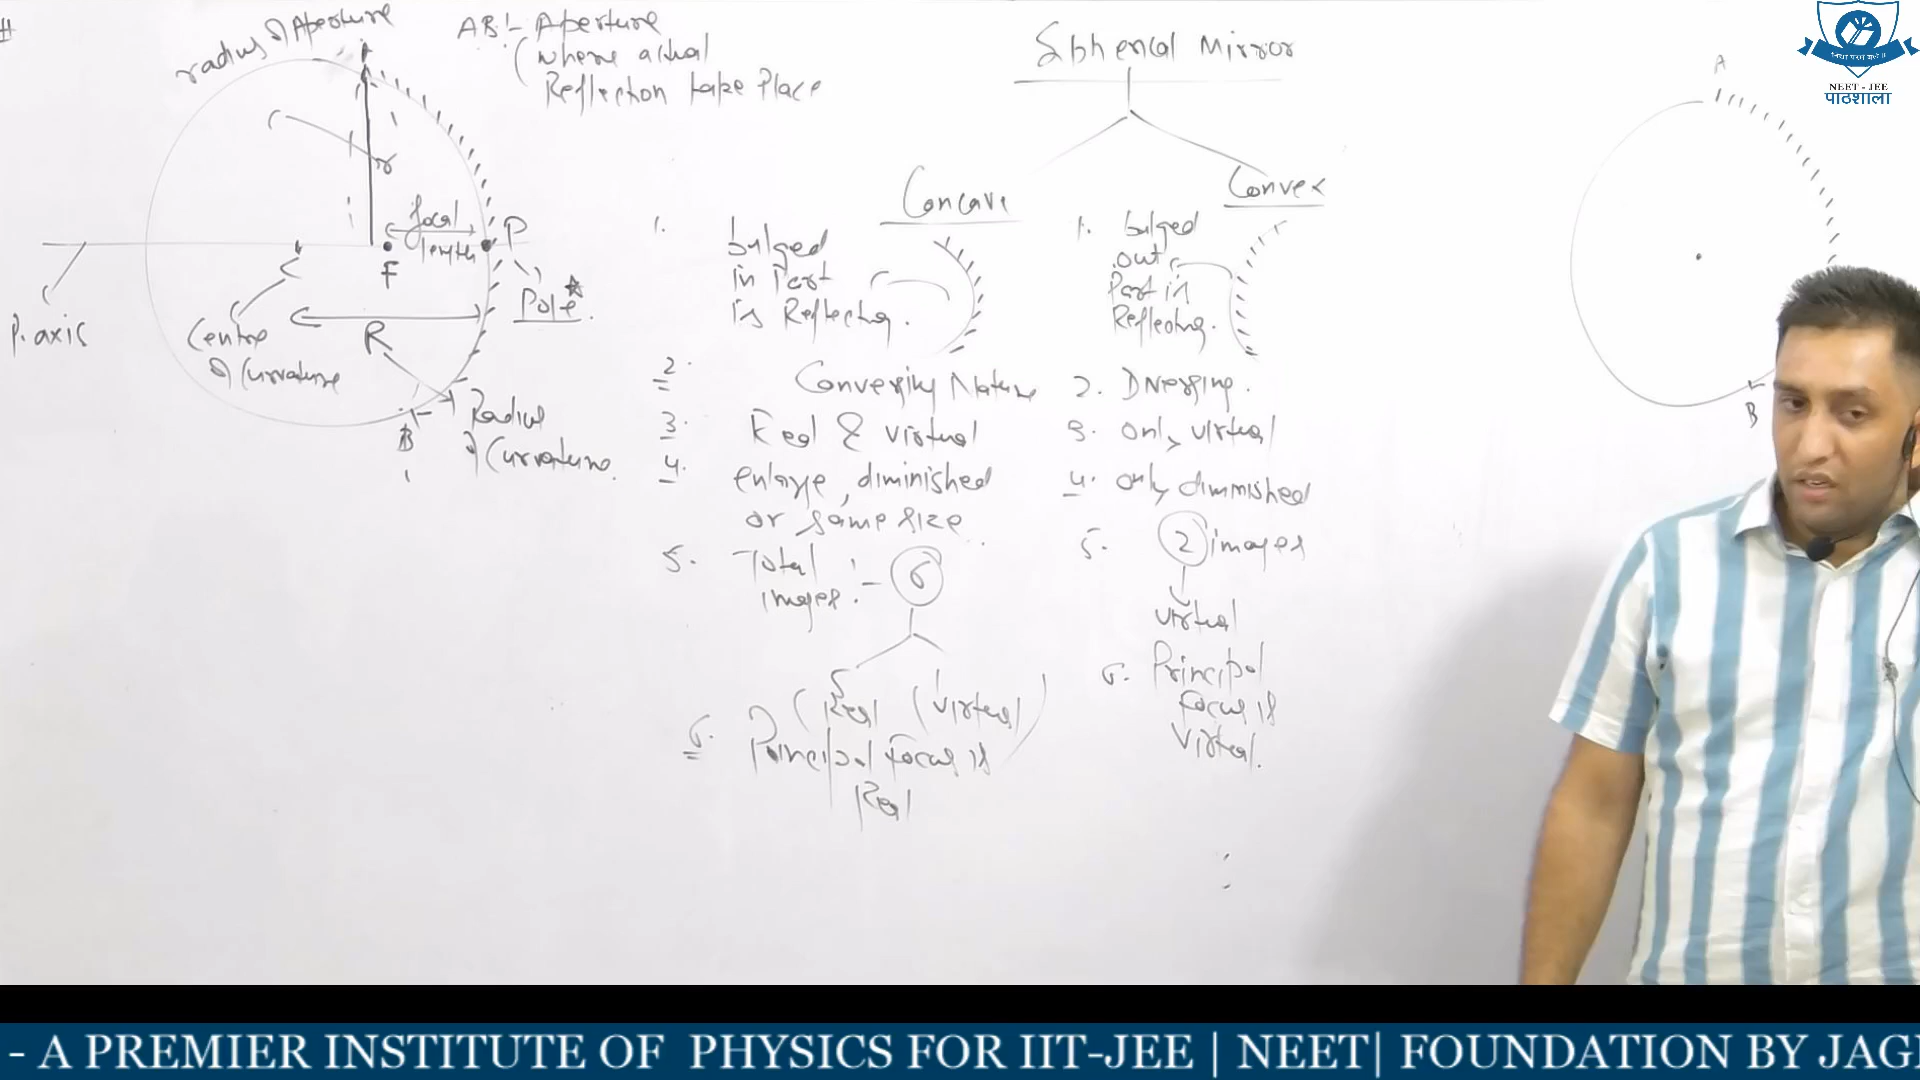 #
radius of Aperture
AB :- Aperture
(where actual
Reflection take place
focal
length
P
F
Pole*
C
R
P. axis
Centre
of Curvature
Radius
of Curvature
B
Spherical Mirror
Concave
1. bulged
in Part
is Reflecting.
2. Converging Nature
3. Real & virtual
4. enlarge, diminished
or same size
5. Total
images :- 6
(Real (Virtual)
6. Principal Focus is
Real
Convex
1. bulged
out
Part is
Reflecting.
2. Diverging.
3. only virtual
4. only diminished
5. 2 images
virtual
6. Principal
Focus is
Virtual.
A
B
NEET - JEE
पाठशाला
- A PREMIER INSTITUTE OF PHYSICS FOR IIT-JEE | NEET| FOUNDATION BY JAG